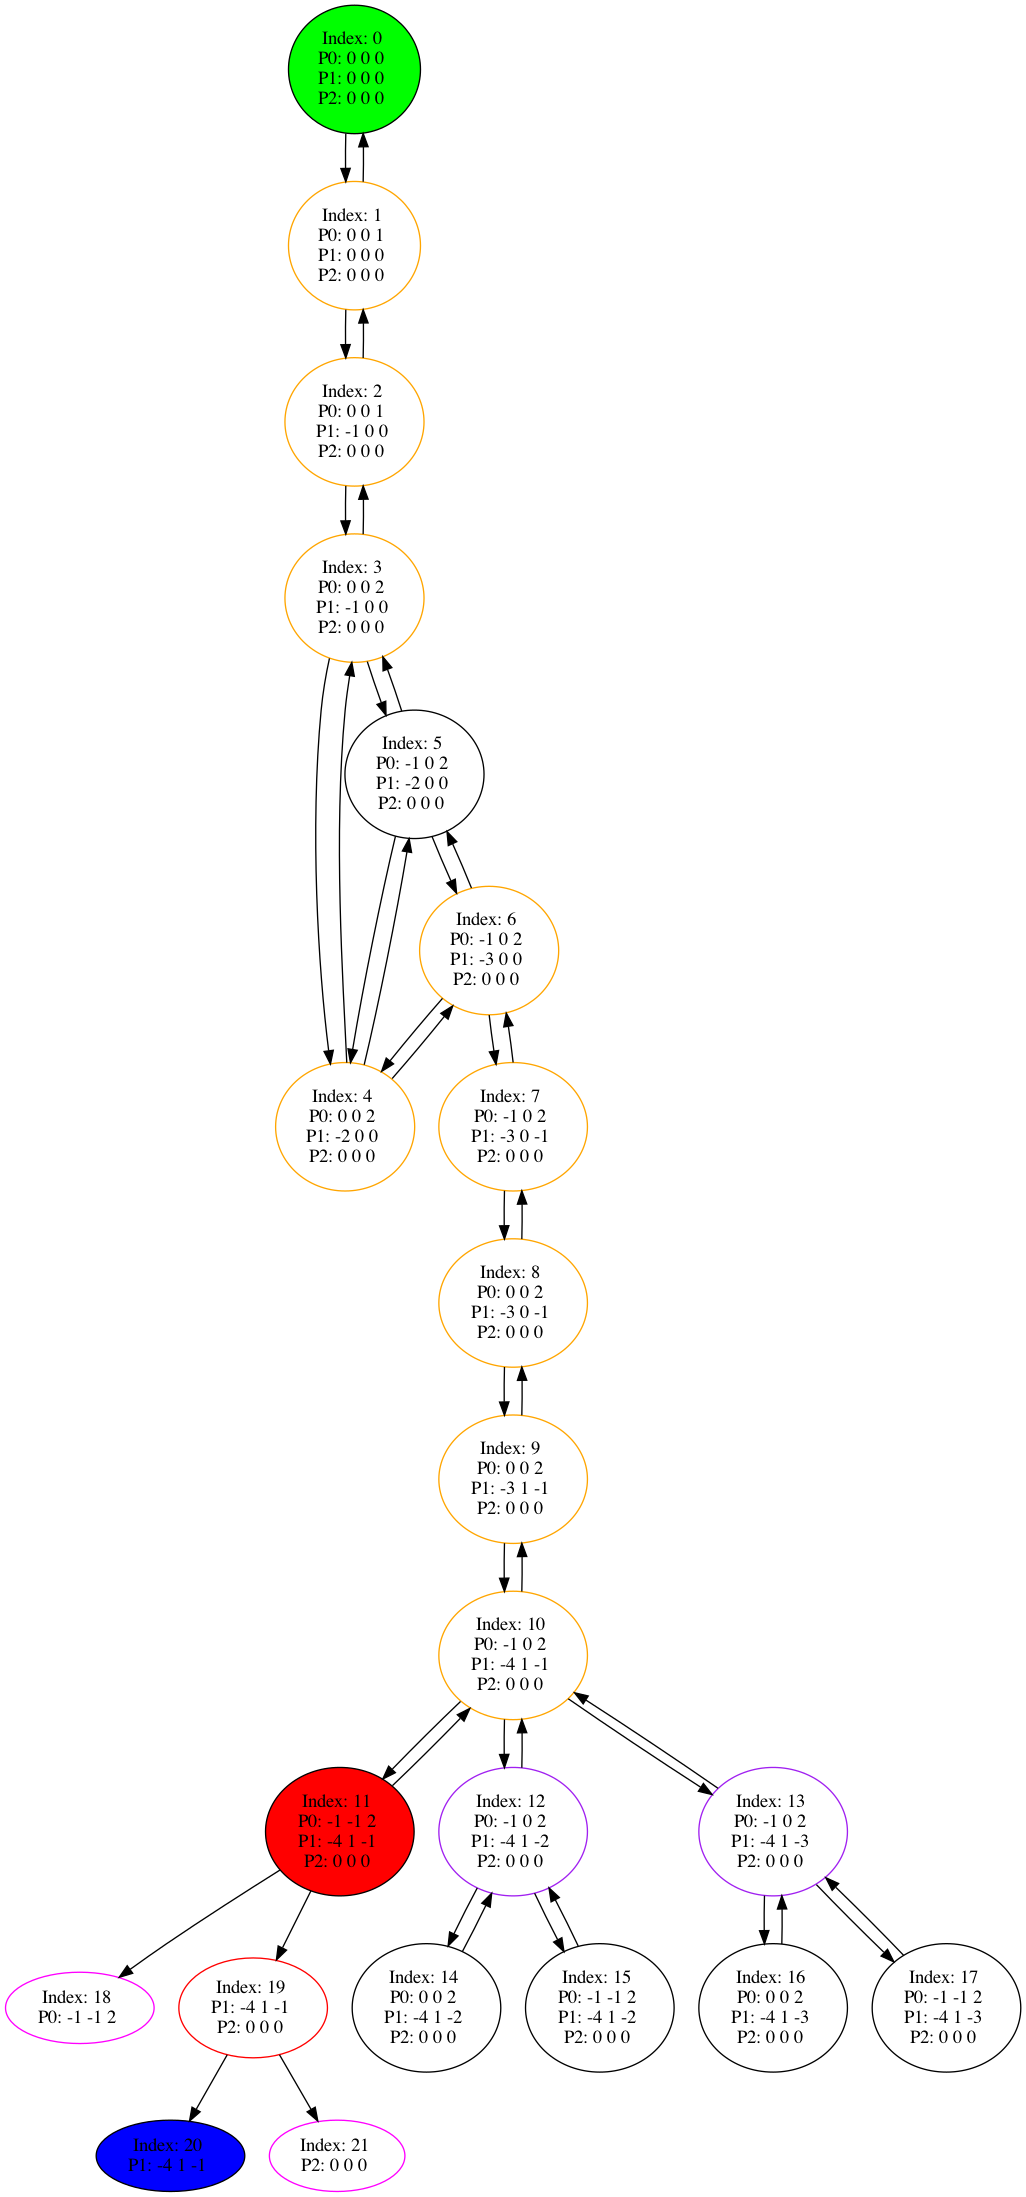 Index: 0
P0: 0 0 0
P1: 0 0 0
P2: 0 0 0
Index: 1
P0: 0 0 1
P1: 0 0 0
P2: 0 0 0
Index: 2
P0: 0 0 1
P1: -1 0 0
P2: 0 0 0
Index: 3
P0: 0 0 2
P1: -1 0 0
P2: 0 0 0
Index: 5
P0: -1 0 2
P1: -2 0 0
P2: 0 0 0
Index: 6
P0: -1 0 2
P1: -3 0 0
P2: 0 0 0
Index: 4
P0: 0 0 2
P1: -2 0 0
P2: 0 0 0
Index: 7
P0: -1 0 2
P1: -3 0 -1
P2: 0 0 0
Index: 8
P0: 0 0 2
P1: -3 0 -1
P2: 0 0 0
Index: 9
P0: 0 0 2
P1: -3 1 -1
P2: 0 0 0
Index: 10
P0: -1 0 2
P1: -4 1 -1
P2: 0 0 0
Index: 11
P0: -1 -1 2
P1: -4 1 -1
P2: 0 0 0
Index: 12
P0: -1 0 2
P1: -4 1 -2
P2: 0 0 0
Index: 13
P0: -1 0 2
P1: -4 1 -3
P2: 0 0 0
Index: 18
P0: -1 -1 2
Index: 19
P1: -4 1 -1
P2: 0 0 0
Index: 14
P0: 0 0 2
P1: -4 1 -2
P2: 0 0 0
Index: 15
P0: -1 -1 2
P1: -4 1 -2
P2: 0 0 0
Index: 16
P0: 0 0 2
P1: -4 1 -3
P2: 0 0 0
Index: 17
P0: -1 -1 2
P1: -4 1 -3
P2: 0 0 0
Index: 20
P1: -4 1 -1
Index: 21
P2: 0 0 0